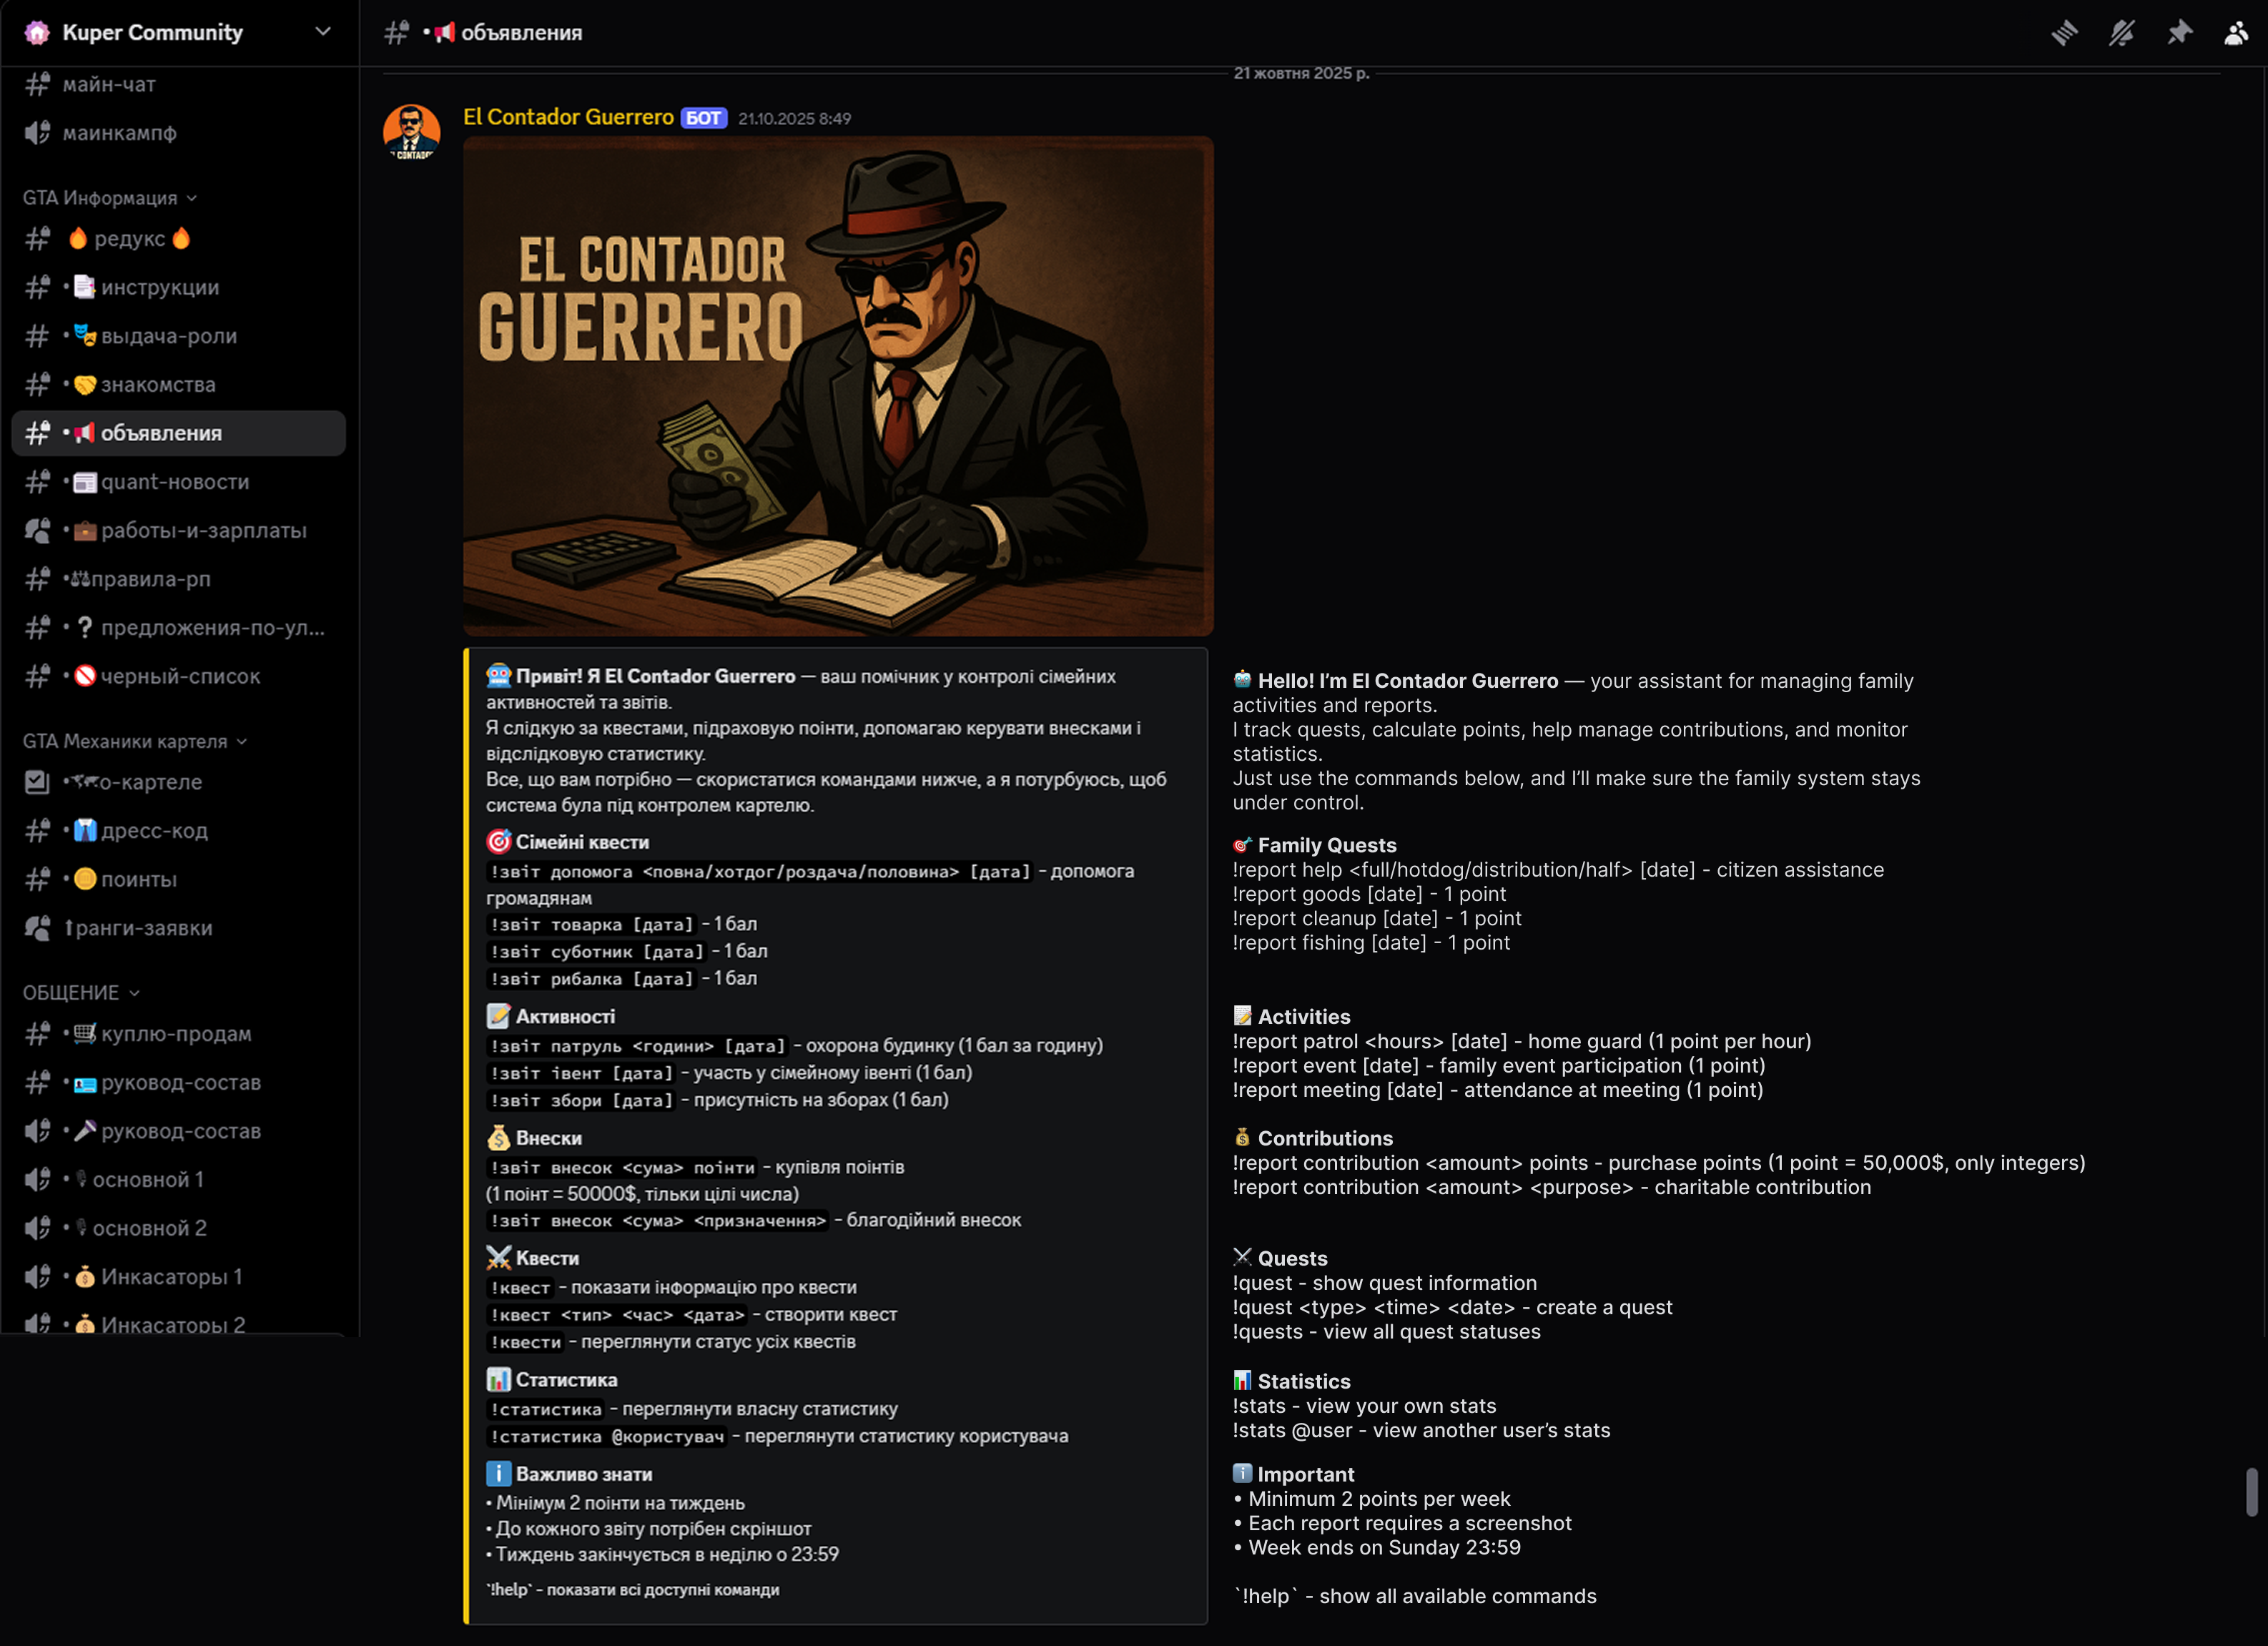 Kuper Community
майн-чат
маинкампф
GTA Информация
🔥 редукс 🔥
•📑инструкции
•🎭выдача-роли
•🤝знакомства
•📢объявления
•📰quant-новости
•💼работы-и-зарплаты
•⚖правила-рп
•❓предложения-по-ул...
•🚫черный-список
GTA Механики картеля
•🗺о-картеле
•👔дресс-код
•🪙поинты
↑ранги-заявки
ОБЩЕНИЕ
•🛒куплю-продам
•🪪руковод-состав
•🎤руковод-состав
•🎙основной 1
•🎙основной 2
•💰Инкасаторы 1
•💰Инкасаторы 2
•📢объявления
21 жовтня 2025 р.
El Contador Guerrero БОТ 21.10.2025 8:49
EL CONTADOR
GUERRERO
🤖 Привіт! Я El Contador Guerrero — ваш помічник у контролі сімейних
активностей та звітів.
Я слідкую за квестами, підраховую поінти, допомагаю керувати внесками і
відслідковую статистику.
Все, що вам потрібно — скористатися командами нижче, а я потурбуюсь, щоб
система була під контролем картелю.
🎯 Сімейні квести
!звіт допомога <повна/хотдог/роздача/половина> [дата] – допомога
громадянам
!звіт товарка [дата] – 1 бал
!звіт суботник [дата] – 1 бал
!звіт рибалка [дата] – 1 бал
📝 Активності
!звіт патруль <години> [дата] – охорона будинку (1 бал за годину)
!звіт івент [дата] – участь у сімейному івенті (1 бал)
!звіт збори [дата] – присутність на зборах (1 бал)
💰 Внески
!звіт внесок <сума> поінти – купівля поінтів
(1 поінт = 50000$, тільки цілі числа)
!звіт внесок <сума> <призначення> – благодійний внесок
⚔️ Квести
!квест – показати інформацію про квести
!квест <тип> <час> <дата> – створити квест
!квести – переглянути статус усіх квестів
📊 Статистика
!статистика – переглянути власну статистику
!статистика @користувач – переглянути статистику користувача
ℹ️ Важливо знати
• Мінімум 2 поінти на тиждень
• До кожного звіту потрібен скріншот
• Тиждень закінчується в неділю о 23:59
`!help` – показати всі доступні команди
🤖 Hello! I’m El Contador Guerrero — your assistant for managing family
activities and reports.
I track quests, calculate points, help manage contributions, and monitor
statistics.
Just use the commands below, and I’ll make sure the family system stays
under control.
🎯 Family Quests
!report help <full/hotdog/distribution/half> [date] - citizen assistance
!report goods [date] - 1 point
!report cleanup [date] - 1 point
!report fishing [date] - 1 point
📝 Activities
!report patrol <hours> [date] - home guard (1 point per hour)
!report event [date] - family event participation (1 point)
!report meeting [date] - attendance at meeting (1 point)
💰 Contributions
!report contribution <amount> points - purchase points (1 point = 50,000$, only integers)
!report contribution <amount> <purpose> - charitable contribution
⚔️ Quests
!quest - show quest information
!quest <type> <time> <date> - create a quest
!quests - view all quest statuses
📊 Statistics
!stats - view your own stats
!stats @user - view another user’s stats
ℹ️ Important
• Minimum 2 points per week
• Each report requires a screenshot
• Week ends on Sunday 23:59
`!help` - show all available commands